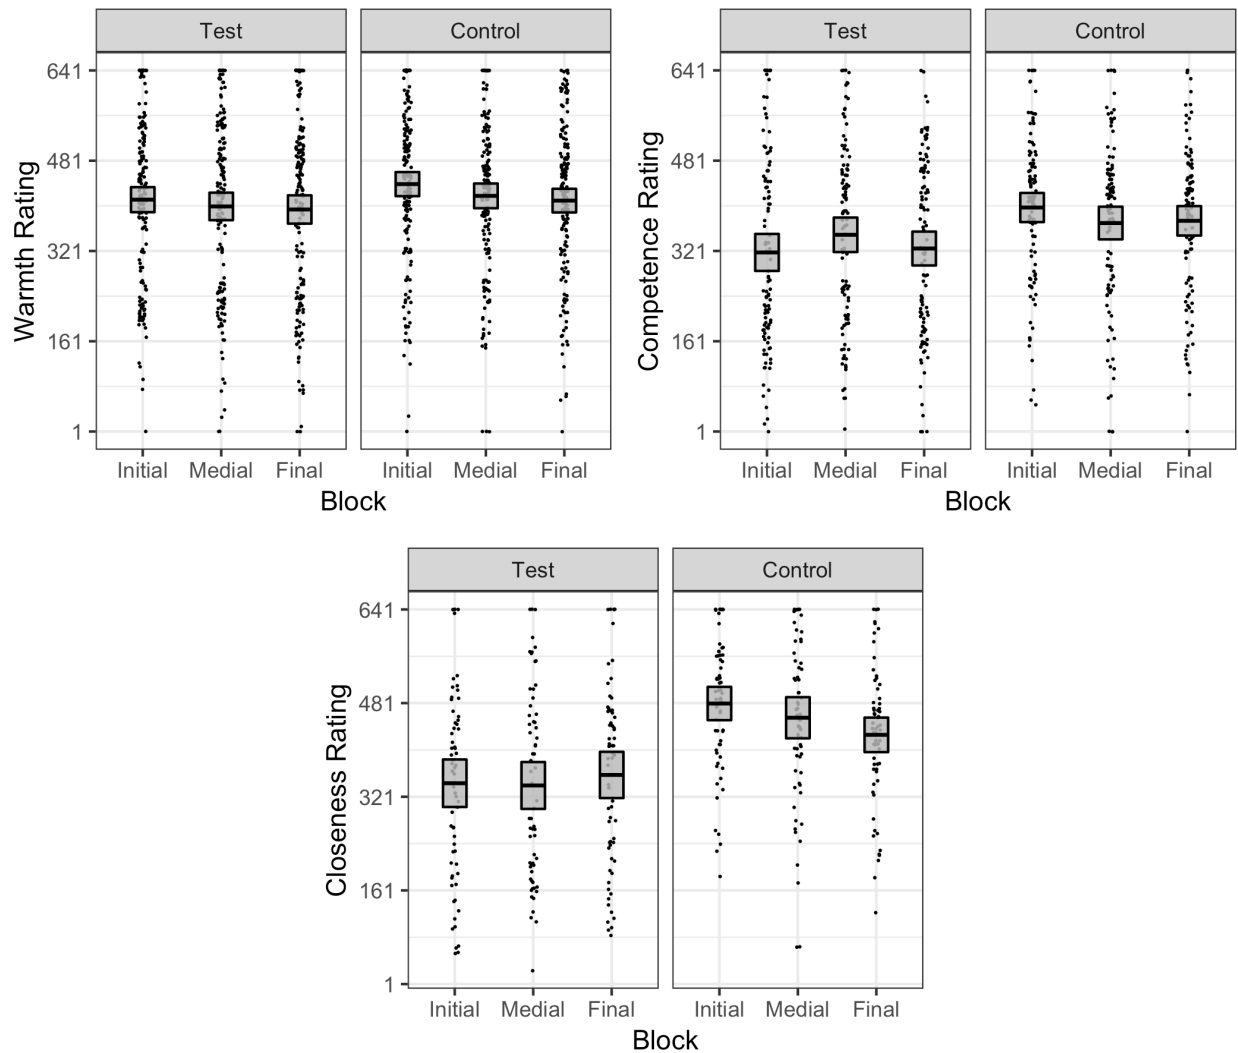 Test Control
641
481
321
161
1
Warmth Rating
Initial Medial Final Initial Medial Final
Block
Test Control
641
481
321
161
1
Competence Rating
Initial Medial Final Initial Medial Final
Block
Test Control
641
481
321
161
1
Closeness Rating
Initial Medial Final Initial Medial Final
Block